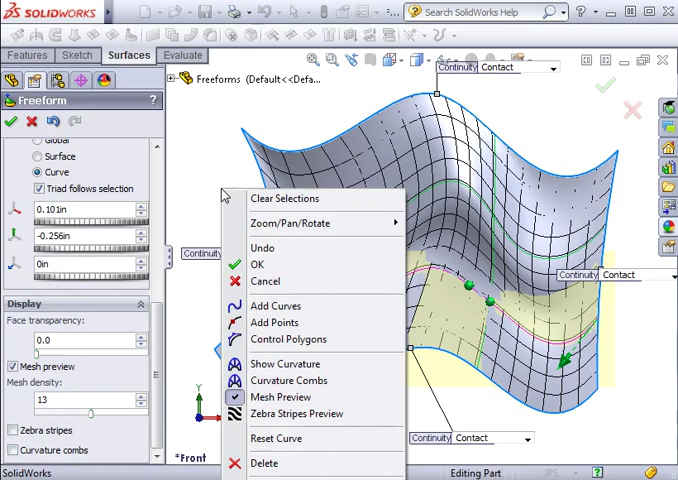 SOLIDWORKS
Search SolidWorks Help
Features
Sketch
Surfaces
Evaluate
Freeforms (Default<<Defa...
Continuity Contact
Freeform
?
Global
Surface
Curve
Triad follows selection
0.101in
-0.256in
0in
Display
Face transparency:
0.0
Mesh preview
Mesh density:
13
Zebra stripes
Curvature combs
Continuity
Clear Selections
Zoom/Pan/Rotate
Undo
OK
Cancel
Add Curves
Add Points
Control Polygons
Show Curvature
Curvature Combs
Mesh Preview
Zebra Stripes Preview
Reset Curve
Delete
Continuity Contact
Continuity Contact
Y
*Front
SolidWorks
Editing Part
IPS
?